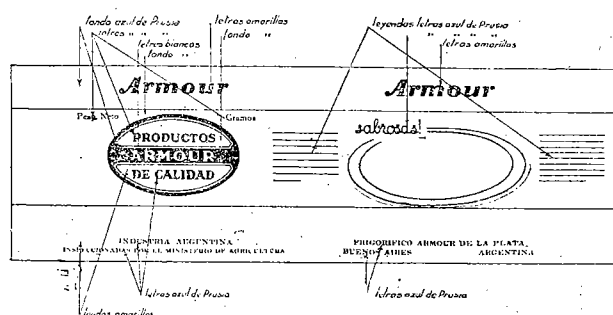 fondo azul de Prusia
letras " " "
letras blancas
fondo "
letras amarillas
fondo "
leyendas letras azul de Prusia
" " " "
letras amarillas
Armour
Armour
Peso Neto
Gramos
sabrosas!
PRODUCTOS
ARMOUR
DE CALIDAD
INDUSTRIA ARGENTINA
INSPECCIONADAS POR EL MINISTERIO DE AGRICULTURA
FRIGORIFICO ARMOUR DE LA PLATA
BUENOS AIRES ARGENTINA
letras azul de Prusia
letras azul de Prusia
fondos amarillos